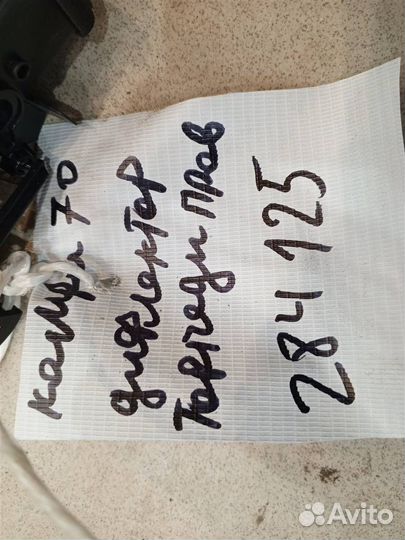 камри 70
дифлектор
Торпеды прав
284125
Avito